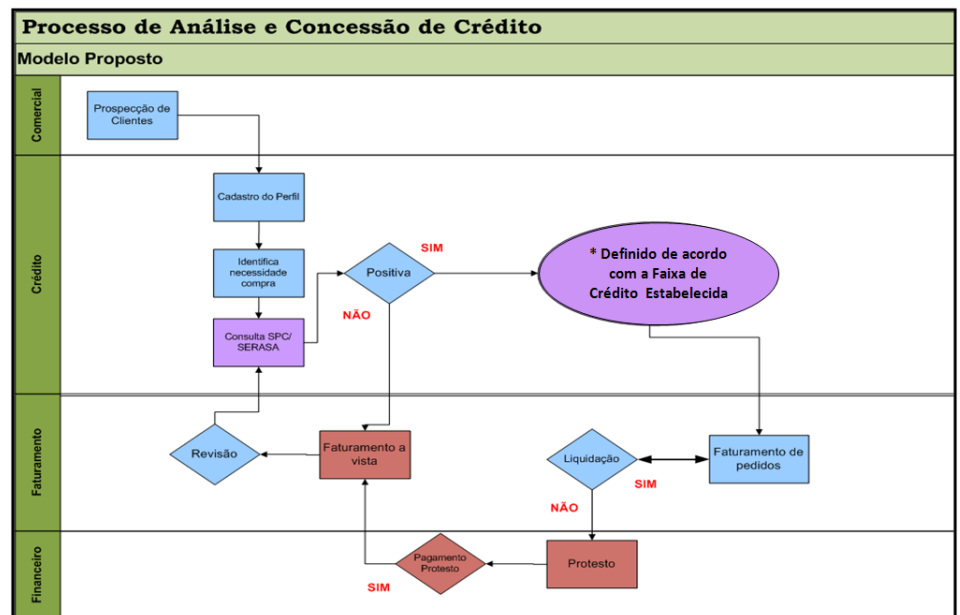 Processo de Análise e Concessão de Crédito
Modelo Proposto
Comercial
Prospecção de
Clientes
Crédito
Cadastro do Perfil
Identifica
necessidade
compra
Consulta SPC/
SERASA
Positiva
SIM
NÃO
* Definido de acordo
com a Faixa de
Crédito Estabelecida
Faturamento
Revisão
Faturamento a
vista
Liquidação
SIM
NÃO
Faturamento de
pedidos
Financeiro
Pagamento
Protesto
SIM
Protesto